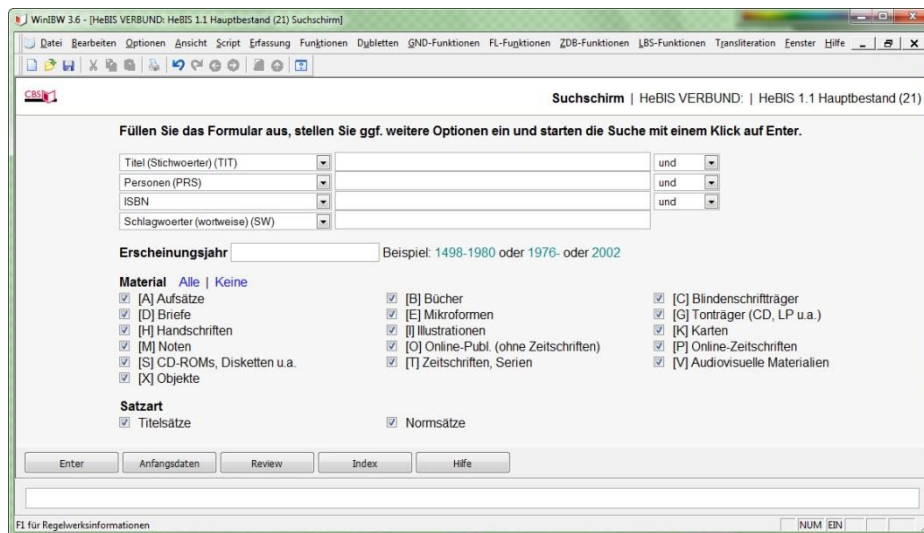 WinIBW 3.6 - [HeBIS VERBUND: HeBIS 1.1 Hauptbestand (21) Suchschirm]
Datei Bearbeiten Optionen Ansicht Script Erfassung Funktionen Dubletten GND-Funktionen FL-Funktionen ZDB-Funktionen LBS-Funktionen Transliteration Fenster Hilfe
CBS
Suchschirm | HeBIS VERBUND: | HeBIS 1.1 Hauptbestand (21)
Füllen Sie das Formular aus, stellen Sie ggf. weitere Optionen ein und starten die Suche mit einem Klick auf Enter.
Titel (Stichwoerter) (TIT) und
Personen (PRS) und
ISBN und
Schlagwoerter (wortweise) (SW)
Erscheinungsjahr Beispiel: 1498-1980 oder 1976- oder 2002
Material Alle | Keine
[A] Aufsätze [B] Bücher [C] Blindenschriftträger
[D] Briefe [E] Mikroformen [G] Tonträger (CD, LP u.a.)
[H] Handschriften [I] Illustrationen [K] Karten
[M] Noten [O] Online-Publ. (ohne Zeitschriften) [P] Online-Zeitschriften
[S] CD-ROMs, Disketten u.a. [T] Zeitschriften, Serien [V] Audiovisuelle Materialien
[X] Objekte
Satzart
Titelsätze Normsätze
Enter Anfangsdaten Review Index Hilfe
F1 für Regelwerksinformationen NUM EIN